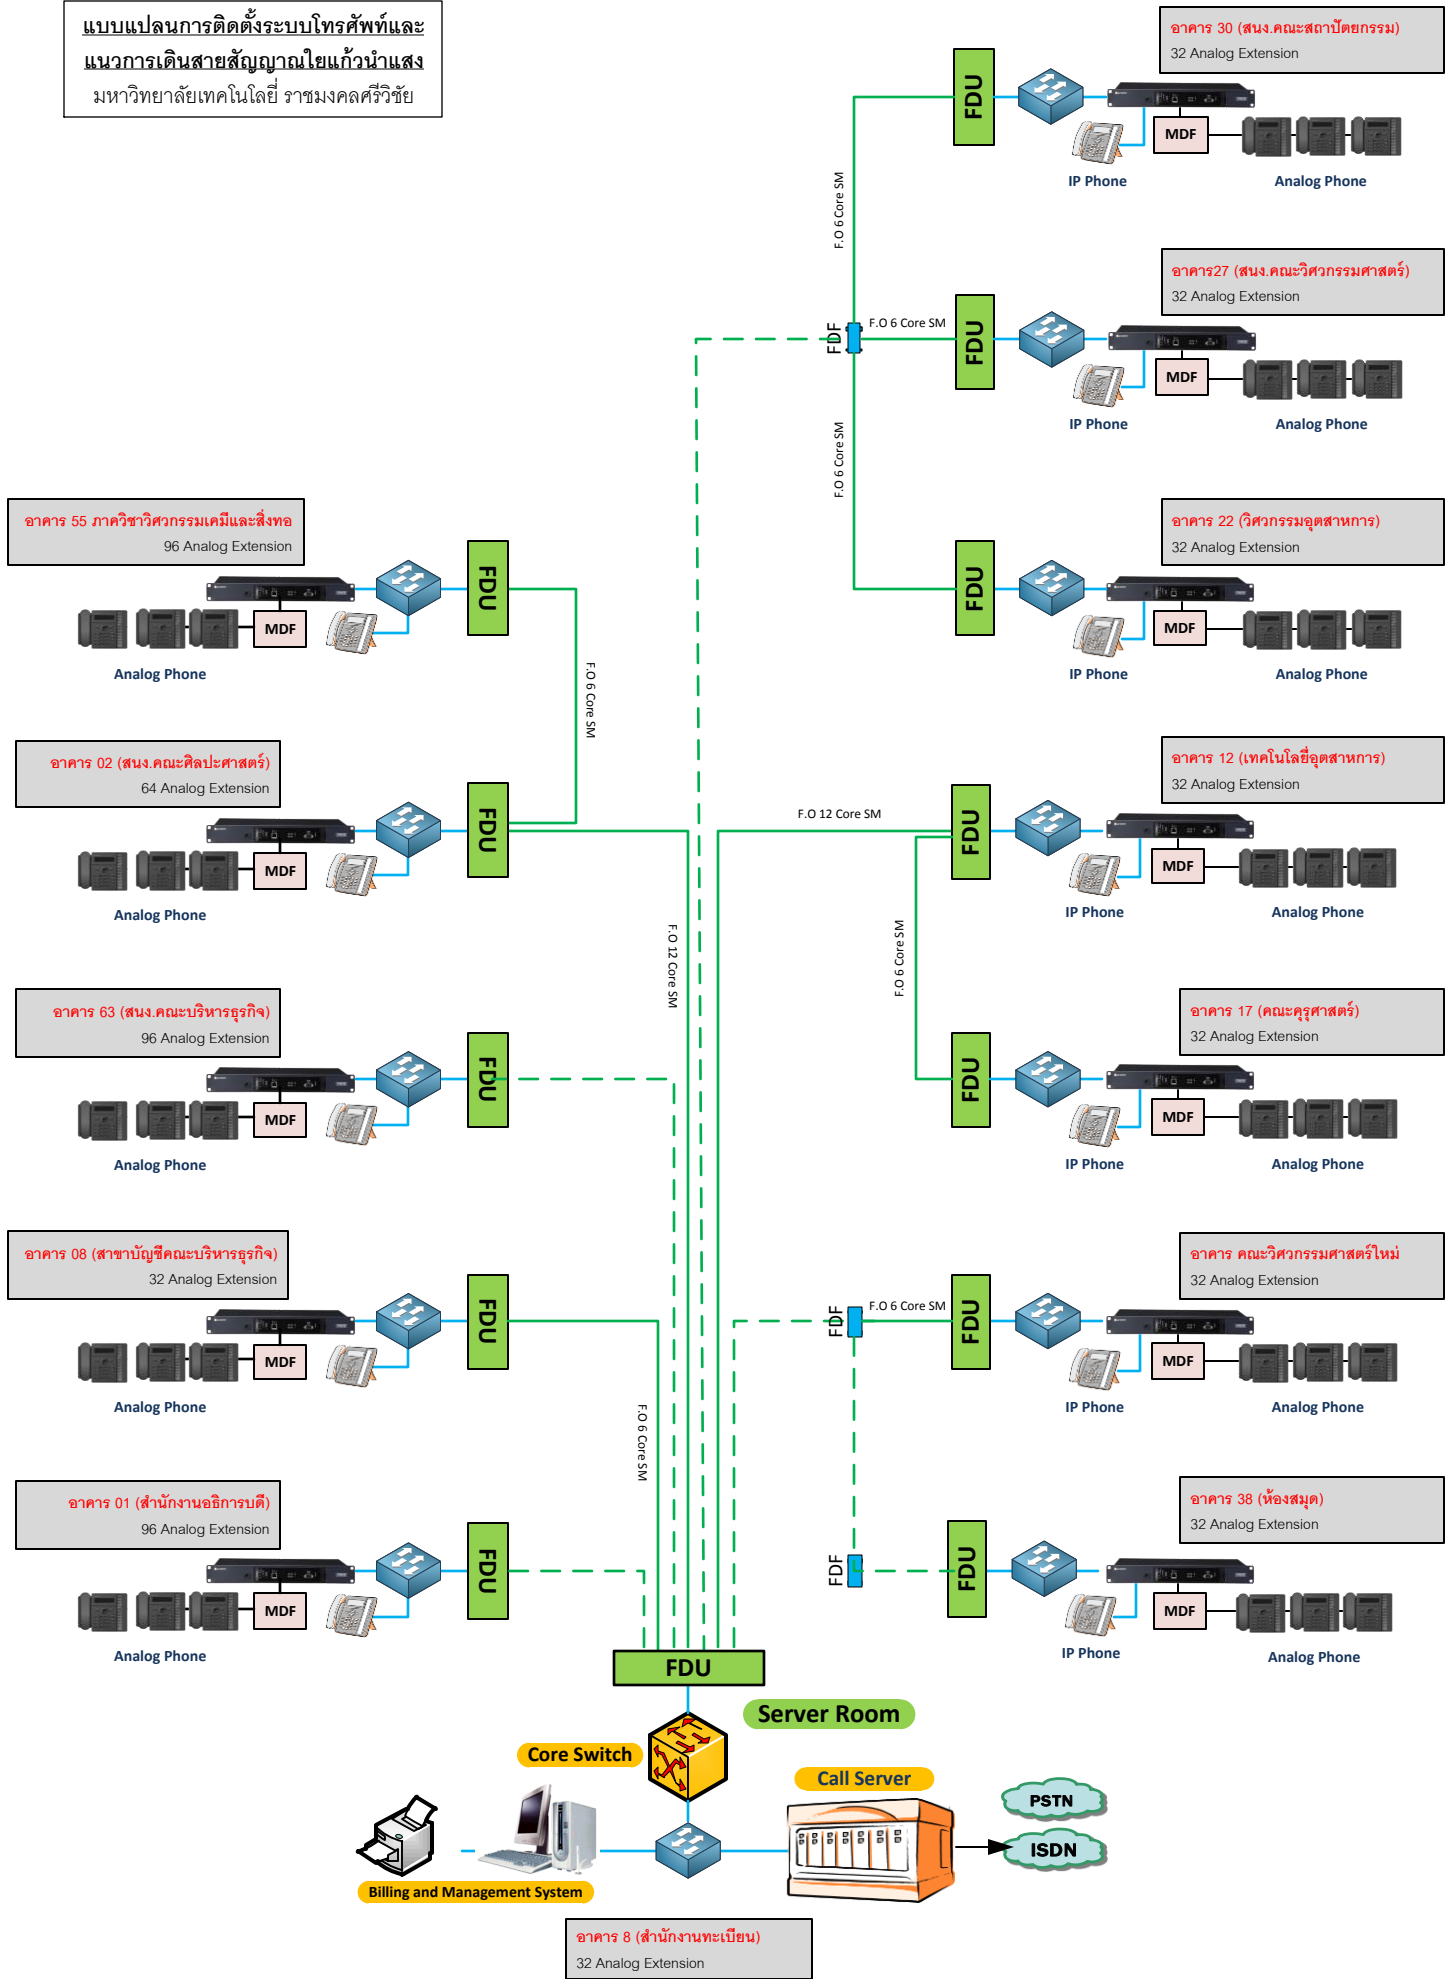 แบบแปลนการติดตั้งระบบโทรศัพท์และ
แนวการเดินสายสัญญาณใยแก้วนำแสง
มหาวิทยาลัยเทคโนโลยี่ ราชมงคลศรีวิชัย
อาคาร 30 (สนง.คณะสถาปัตยกรรม)
32 Analog Extension
FDU
MDF
IP Phone
Analog Phone
F.O 6 Core SM
อาคาร27 (สนง.คณะวิศวกรรมศาสตร์)
32 Analog Extension
FDF
F.O 6 Core SM
FDU
MDF
IP Phone
Analog Phone
F.O 6 Core SM
อาคาร 22 (วิศวกรรมอุตสาหการ)
32 Analog Extension
FDU
MDF
IP Phone
Analog Phone
อาคาร 55 ภาควิชาวิศวกรรมเคมีและสิ่งทอ
96 Analog Extension
FDU
MDF
Analog Phone
F.O 6 Core SM
อาคาร 02 (สนง.คณะศิลปะศาสตร์)
64 Analog Extension
FDU
MDF
Analog Phone
F.O 12 Core SM
อาคาร 12 (เทคโนโลยี่อุตสาหการ)
32 Analog Extension
F.O 12 Core SM
FDU
MDF
IP Phone
Analog Phone
F.O 6 Core SM
อาคาร 63 (สนง.คณะบริหารธุรกิจ)
96 Analog Extension
FDU
MDF
Analog Phone
อาคาร 17 (คณะครุศาสตร์)
32 Analog Extension
FDU
MDF
IP Phone
Analog Phone
อาคาร 08 (สาขาบัญชีคณะบริหารธุรกิจ)
32 Analog Extension
FDU
MDF
Analog Phone
F.O 6 Core SM
อาคาร คณะวิศวกรรมศาสตร์ใหม่
32 Analog Extension
FDF
F.O 6 Core SM
FDU
MDF
IP Phone
Analog Phone
อาคาร 01 (สำนักงานอธิการบดี)
96 Analog Extension
FDU
MDF
Analog Phone
อาคาร 38 (ห้องสมุด)
32 Analog Extension
FDF
FDU
MDF
IP Phone
Analog Phone
FDU
Server Room
Core Switch
Call Server
PSTN
ISDN
Billing and Management System
อาคาร 8 (สำนักงานทะเบียน)
32 Analog Extension